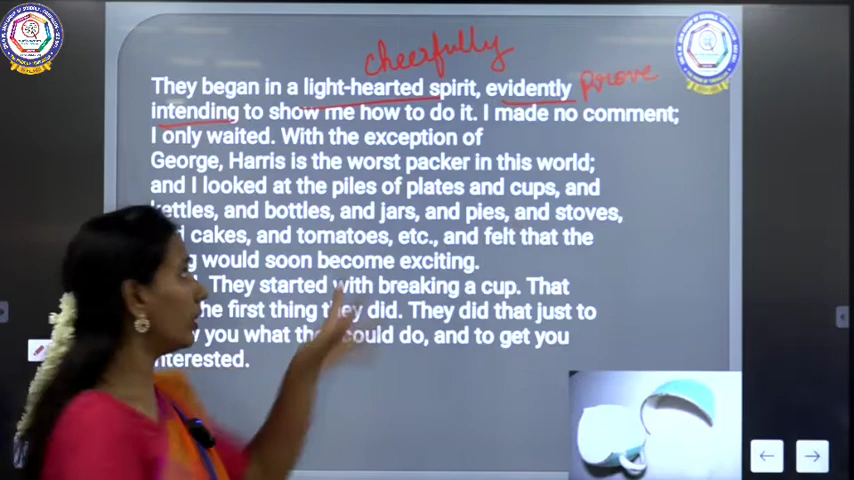 cheerfully
They began in a light-hearted spirit, evidently prove
intending to show me how to do it. I made no comment;
I only waited. With the exception of
George, Harris is the worst packer in this world;
and I looked at the piles of plates and cups, and
kettles, and bottles, and jars, and pies, and stoves,
cakes, and tomatoes, etc., and felt that the
would soon become exciting.
They started with breaking a cup. That
the first thing they did. They did that just to
you what they could do, and to get you
interested.